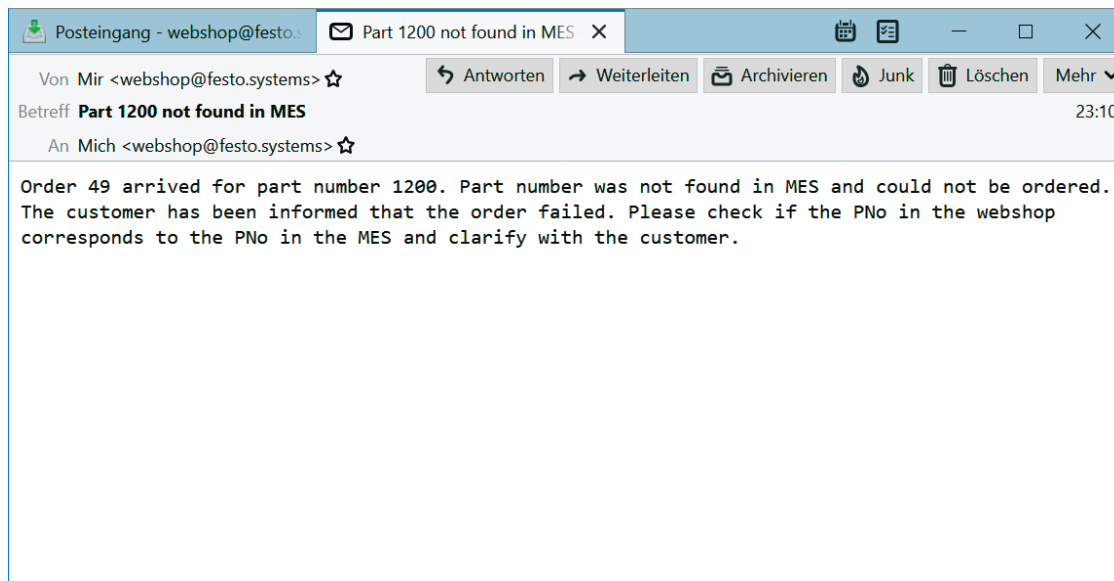 Posteingang - webshop@festo.s
Part 1200 not found in MES
Von Mir <webshop@festo.systems>
Antworten Weiterleiten Archivieren Junk Löschen Mehr
Betreff Part 1200 not found in MES 23:10
An Mich <webshop@festo.systems>
Order 49 arrived for part number 1200. Part number was not found in MES and could not be ordered.
The customer has been informed that the order failed. Please check if the PNo in the webshop
corresponds to the PNo in the MES and clarify with the customer.